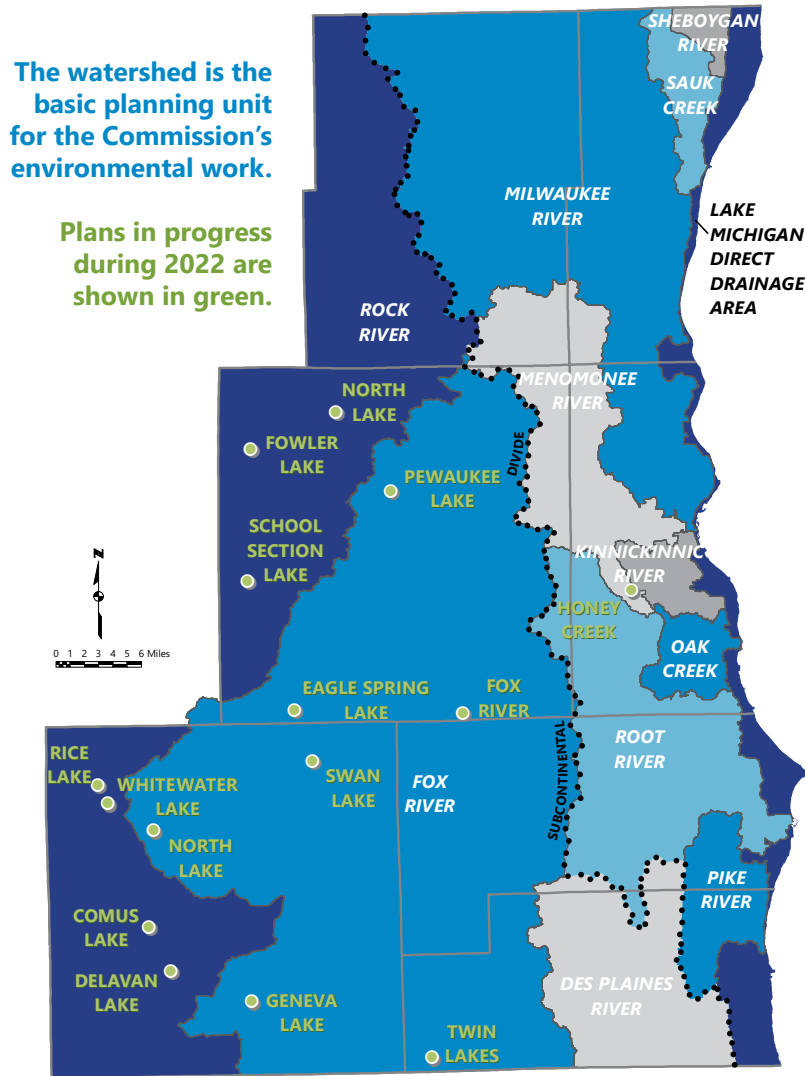 The watershed is the
basic planning unit
for the Commission's
environmental work.
Plans in progress
during 2022 are
shown in green.
SHEBOYGAN
RIVER
SAUK
CREEK
MILWAUKEE
RIVER
LAKE
MICHIGAN
DIRECT
DRAINAGE
AREA
ROCK
RIVER
MENOMONEE
RIVER
NORTH
LAKE
FOWLER
LAKE
PEWAUKEE
LAKE
DIVIDE
SCHOOL
SECTION
LAKE
KINNICKINNIC
RIVER
HONEY
CREEK
OAK
CREEK
N
0 1 2 3 4 5 6 Miles
EAGLE SPRING
LAKE
FOX
RIVER
ROOT
RIVER
RICE
LAKE
WHITEWATER
LAKE
SWAN
LAKE
FOX
RIVER
SUBCONTINENTAL
NORTH
LAKE
PIKE
RIVER
COMUS
LAKE
DELAVAN
LAKE
GENEVA
LAKE
DES PLAINES
RIVER
TWIN
LAKES